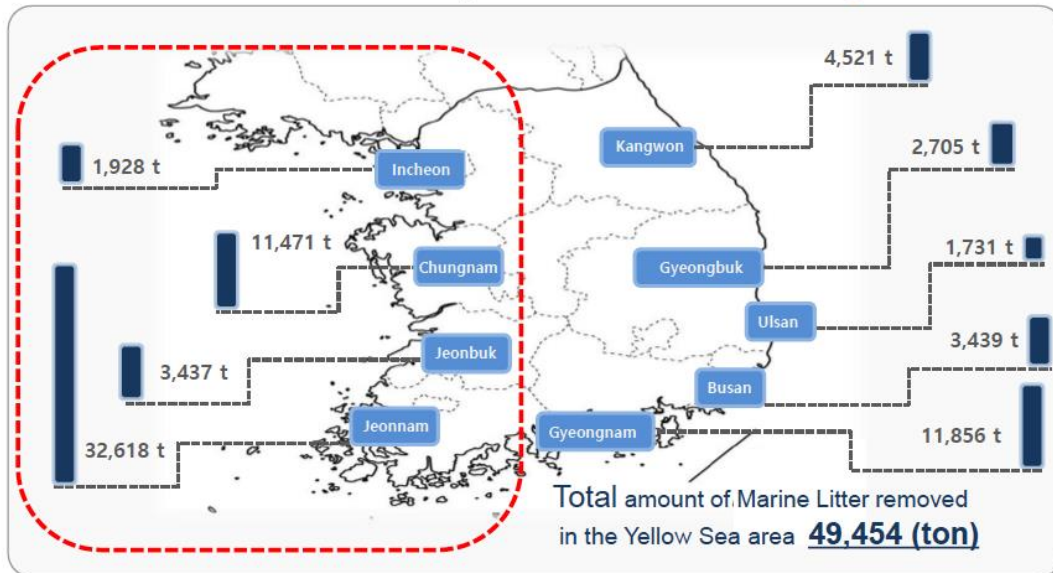 4,521 t
Kangwon
2,705 t
1,928 t
Incheon
11,471 t
Chungnam
Gyeongbuk
1,731 t
Ulsan
3,437 t
Jeonbuk
3,439 t
Busan
32,618 t
Jeonnam
Gyeongnam
11,856 t
Total amount of Marine Litter removed
in the Yellow Sea area 49,454 (ton)